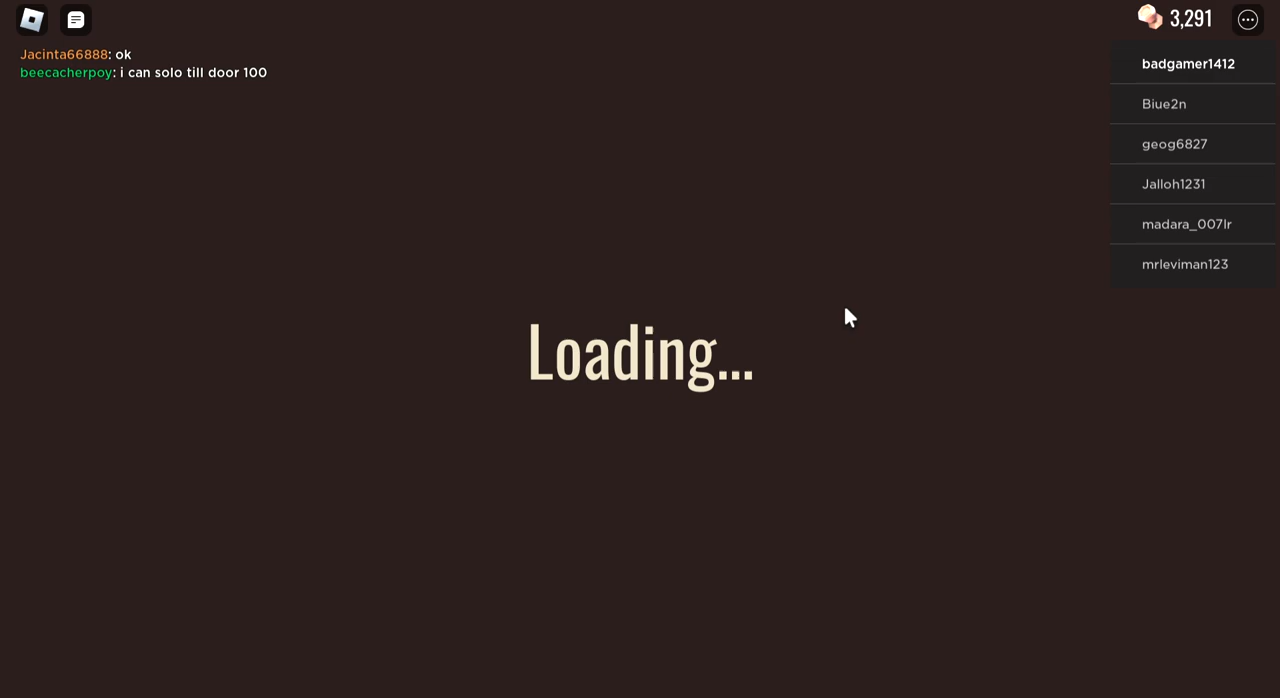 3,291
Jacinta66888: ok
beecacherpoy: i can solo till door 100
badgamer1412
Biue2n
geog6827
Jalloh1231
madara_007lr
mrleviman123
Loading...